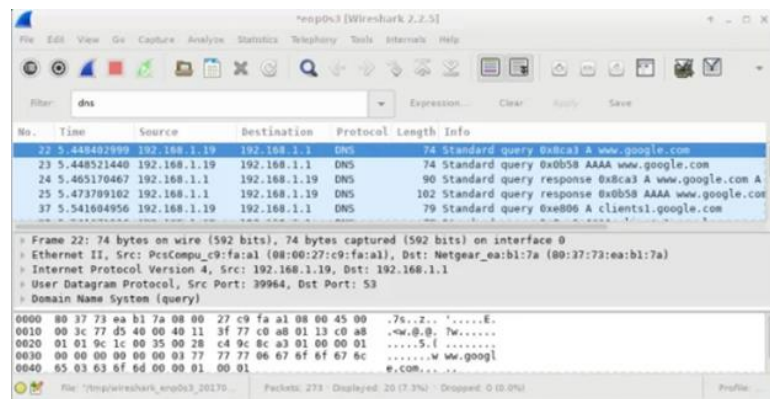 *enp0s3 [Wireshark 2.2.5]
File Edit View Go Capture Analyze Statistics Telephony Tools Internals Help
Filter: dns Expression... Clear Apply Save
No. Time Source Destination Protocol Length Info
22 5.448402999 192.168.1.19 192.168.1.1 DNS 74 Standard query 0x8ca3 A www.google.com
23 5.448521440 192.168.1.19 192.168.1.1 DNS 74 Standard query 0x0b58 AAAA www.google.com
24 5.465170467 192.168.1.1 192.168.1.19 DNS 90 Standard query response 0x8ca3 A www.google.com A
25 5.473709102 192.168.1.1 192.168.1.19 DNS 102 Standard query response 0x0b58 AAAA www.google.com
37 5.541604956 192.168.1.19 192.168.1.1 DNS 79 Standard query 0xe806 A clients1.google.com
Frame 22: 74 bytes on wire (592 bits), 74 bytes captured (592 bits) on interface 0
Ethernet II, Src: PcsCompu_c9:fa:a1 (08:00:27:c9:fa:a1), Dst: Netgear_ea:b1:7a (80:37:73:ea:b1:7a)
Internet Protocol Version 4, Src: 192.168.1.19, Dst: 192.168.1.1
User Datagram Protocol, Src Port: 39964, Dst Port: 53
Domain Name System (query)
0000 80 37 73 ea b1 7a 08 00 27 c9 fa a1 08 00 45 00 .7s..z.. '.....E.
0010 00 3c 77 d5 40 00 40 11 3f 77 c0 a8 01 13 c0 a8 .<w.@.@. ?w......
0020 01 01 9c 1c 00 35 00 28 c4 9c 8c a3 01 00 00 01 .....5.( ........
0030 00 00 00 00 00 00 03 77 77 77 06 67 6f 6f 67 6c .......w ww.googl
0040 65 03 63 6f 6d 00 00 01 00 01 e.com... ..
File: "/tmp/wireshark_enp0s3_20170... Packets: 273 · Displayed: 20 (7.3%) · Dropped: 0 (0.0%) Profile: ...